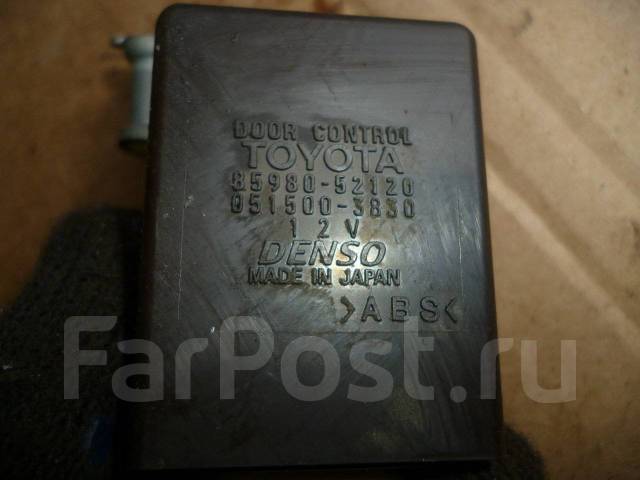 DOOR CONTROL
TOYOTA
85980-52120
051500-3830
12V
DENSO
MADE IN JAPAN
>ABS<
FarPost.ru